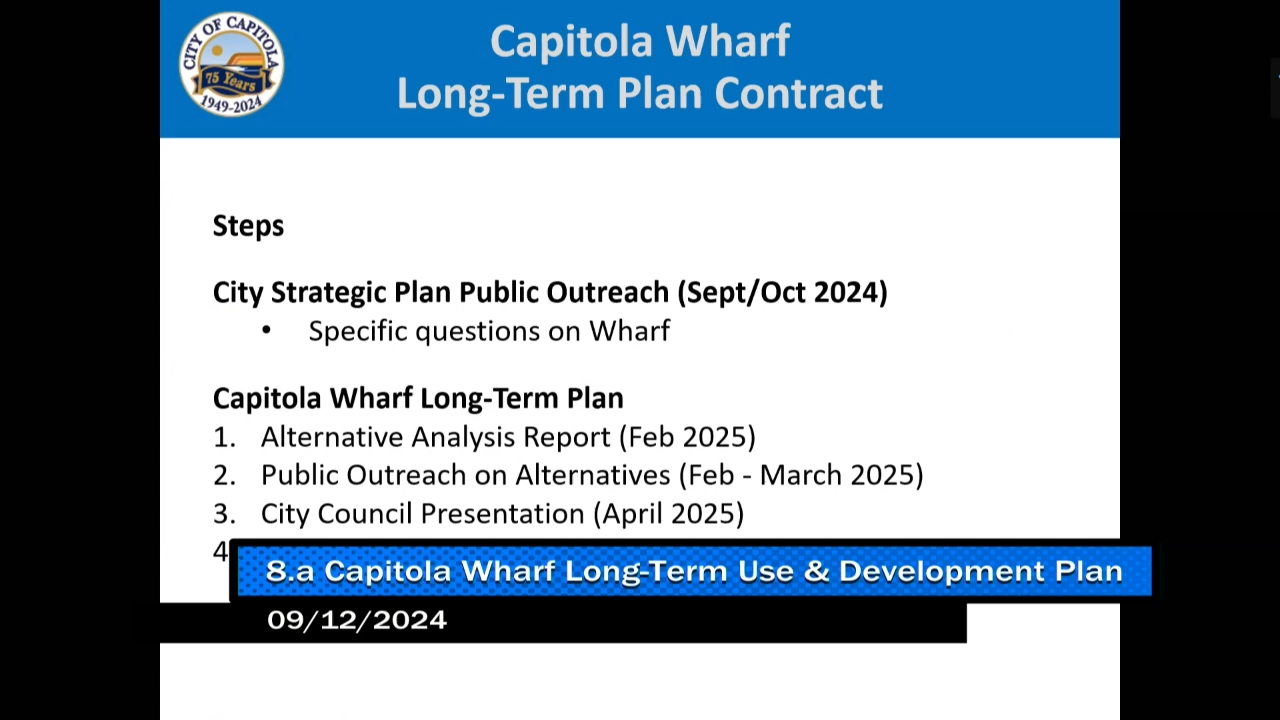 CITY OF CAPITOLA
75 Years
1949-2024
Capitola Wharf
Long-Term Plan Contract
Steps
City Strategic Plan Public Outreach (Sept/Oct 2024)
• Specific questions on Wharf
Capitola Wharf Long-Term Plan
1. Alternative Analysis Report (Feb 2025)
2. Public Outreach on Alternatives (Feb - March 2025)
3. City Council Presentation (April 2025)
4
8.a Capitola Wharf Long-Term Use & Development Plan
09/12/2024